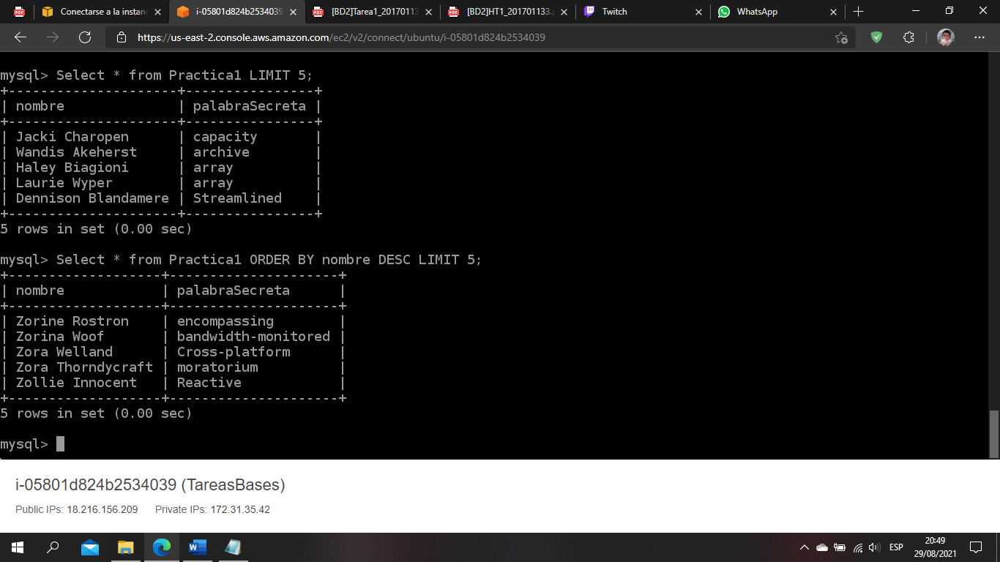 Conectarse a la instan
i-05801d824b2534039
[BD2]Tarea1_201701133
[BD2]HT1_201701133.p
Twitch
WhatsApp
https://us-east-2.console.aws.amazon.com/ec2/v2/connect/ubuntu/i-05801d824b2534039
mysql> Select * from Practica1 LIMIT 5;
+---------------------+----------------+
| nombre              | palabraSecreta |
+---------------------+----------------+
| Jacki Charopen      | capacity       |
| Wandis Akeherst     | archive        |
| Haley Biagioni      | array          |
| Laurie Wyper        | array          |
| Dennison Blandamere | Streamlined    |
+---------------------+----------------+
5 rows in set (0.00 sec)
mysql> Select * from Practica1 ORDER BY nombre DESC LIMIT 5;
+-------------------+---------------------+
| nombre            | palabraSecreta      |
+-------------------+---------------------+
| Zorine Rostron    | encompassing        |
| Zorina Woof       | bandwidth-monitored |
| Zora Welland      | Cross-platform      |
| Zora Thorndycraft | moratorium          |
| Zollie Innocent   | Reactive            |
+-------------------+---------------------+
5 rows in set (0.00 sec)
mysql>
i-05801d824b2534039 (TareasBases)
Public IPs: 18.216.156.209 Private IPs: 172.31.35.42
ESP
20:49
29/08/2021